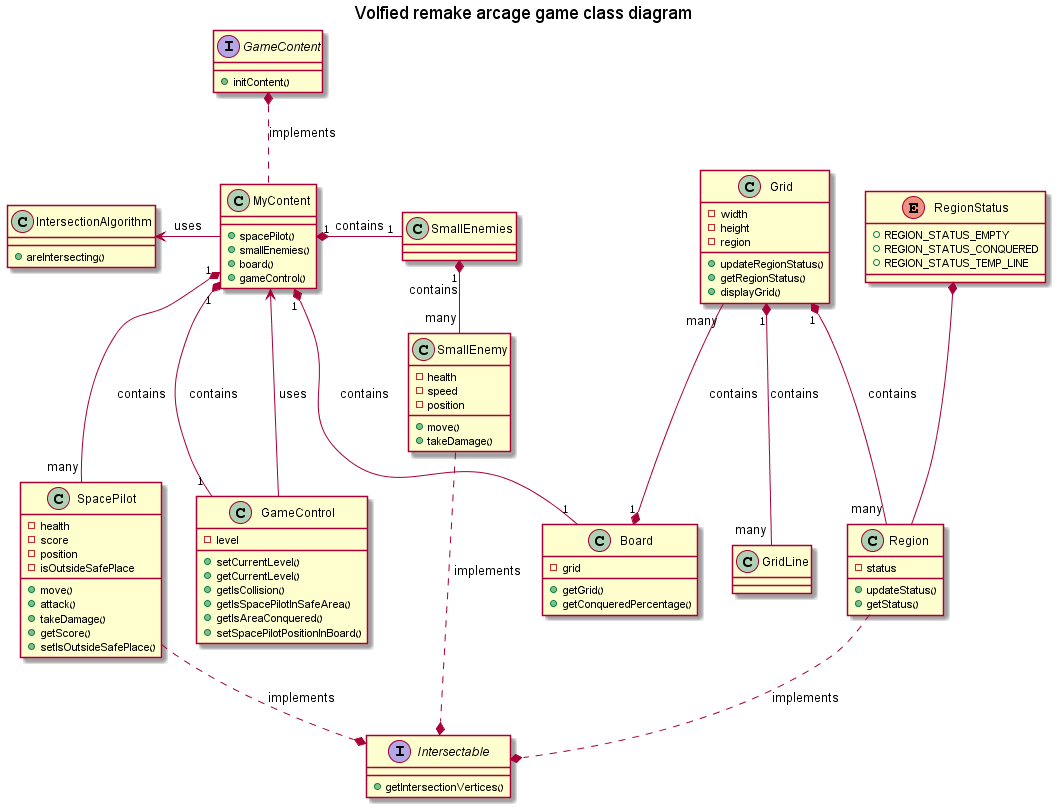 Volfied remake arcage game class diagram
I GameContent
initContent()
implements
C IntersectionAlgorithm
areIntersecting()
uses
C MyContent
spacePilot()
smallEnemies()
board()
gameControl()
1 contains 1
C SmallEnemies
C Grid
width
height
region
updateRegionStatus()
getRegionStatus()
displayGrid()
E RegionStatus
REGION_STATUS_EMPTY
REGION_STATUS_CONQUERED
REGION_STATUS_TEMP_LINE
1
1
1
1
contains
many
many
1
1
C SmallEnemy
health
speed
position
move()
takeDamage()
contains
contains
uses
contains
contains
contains
contains
many
1
1
1
many
many
C SpacePilot
health
score
position
isOutsideSafePlace
move()
attack()
takeDamage()
getScore()
setIsOutsideSafePlace()
C GameControl
level
setCurrentLevel()
getCurrentLevel()
getIsCollision()
getIsSpacePilotInSafeArea()
getIsAreaConquered()
setSpacePilotPositionInBoard()
C Board
grid
getGrid()
getConqueredPercentage()
C GridLine
C Region
status
updateStatus()
getStatus()
implements
implements
implements
I Intersectable
getIntersectionVertices()